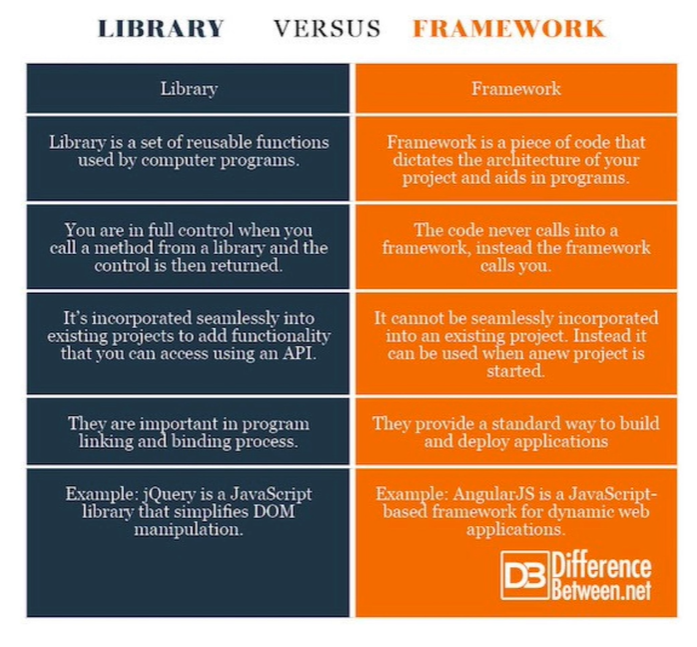 LIBRARY VERSUS FRAMEWORK
Library
Framework
Library is a set of reusable functions
used by computer programs.
Framework is a piece of code that
dictates the architecture of your
project and aids in programs.
You are in full control when you
call a method from a library and the
control is then returned.
The code never calls into a
framework, instead the framework
calls you.
It's incorporated seamlessly into
existing projects to add functionality
that you can access using an API.
It cannot be seamlessly incorporated
into an existing project. Instead it
can be used when anew project is
started.
They are important in program
linking and binding process.
They provide a standard way to build
and deploy applications
Example: jQuery is a JavaScript
library that simplifies DOM
manipulation.
Example: AngularJS is a JavaScript-
based framework for dynamic web
applications.
DB Difference
Between.net